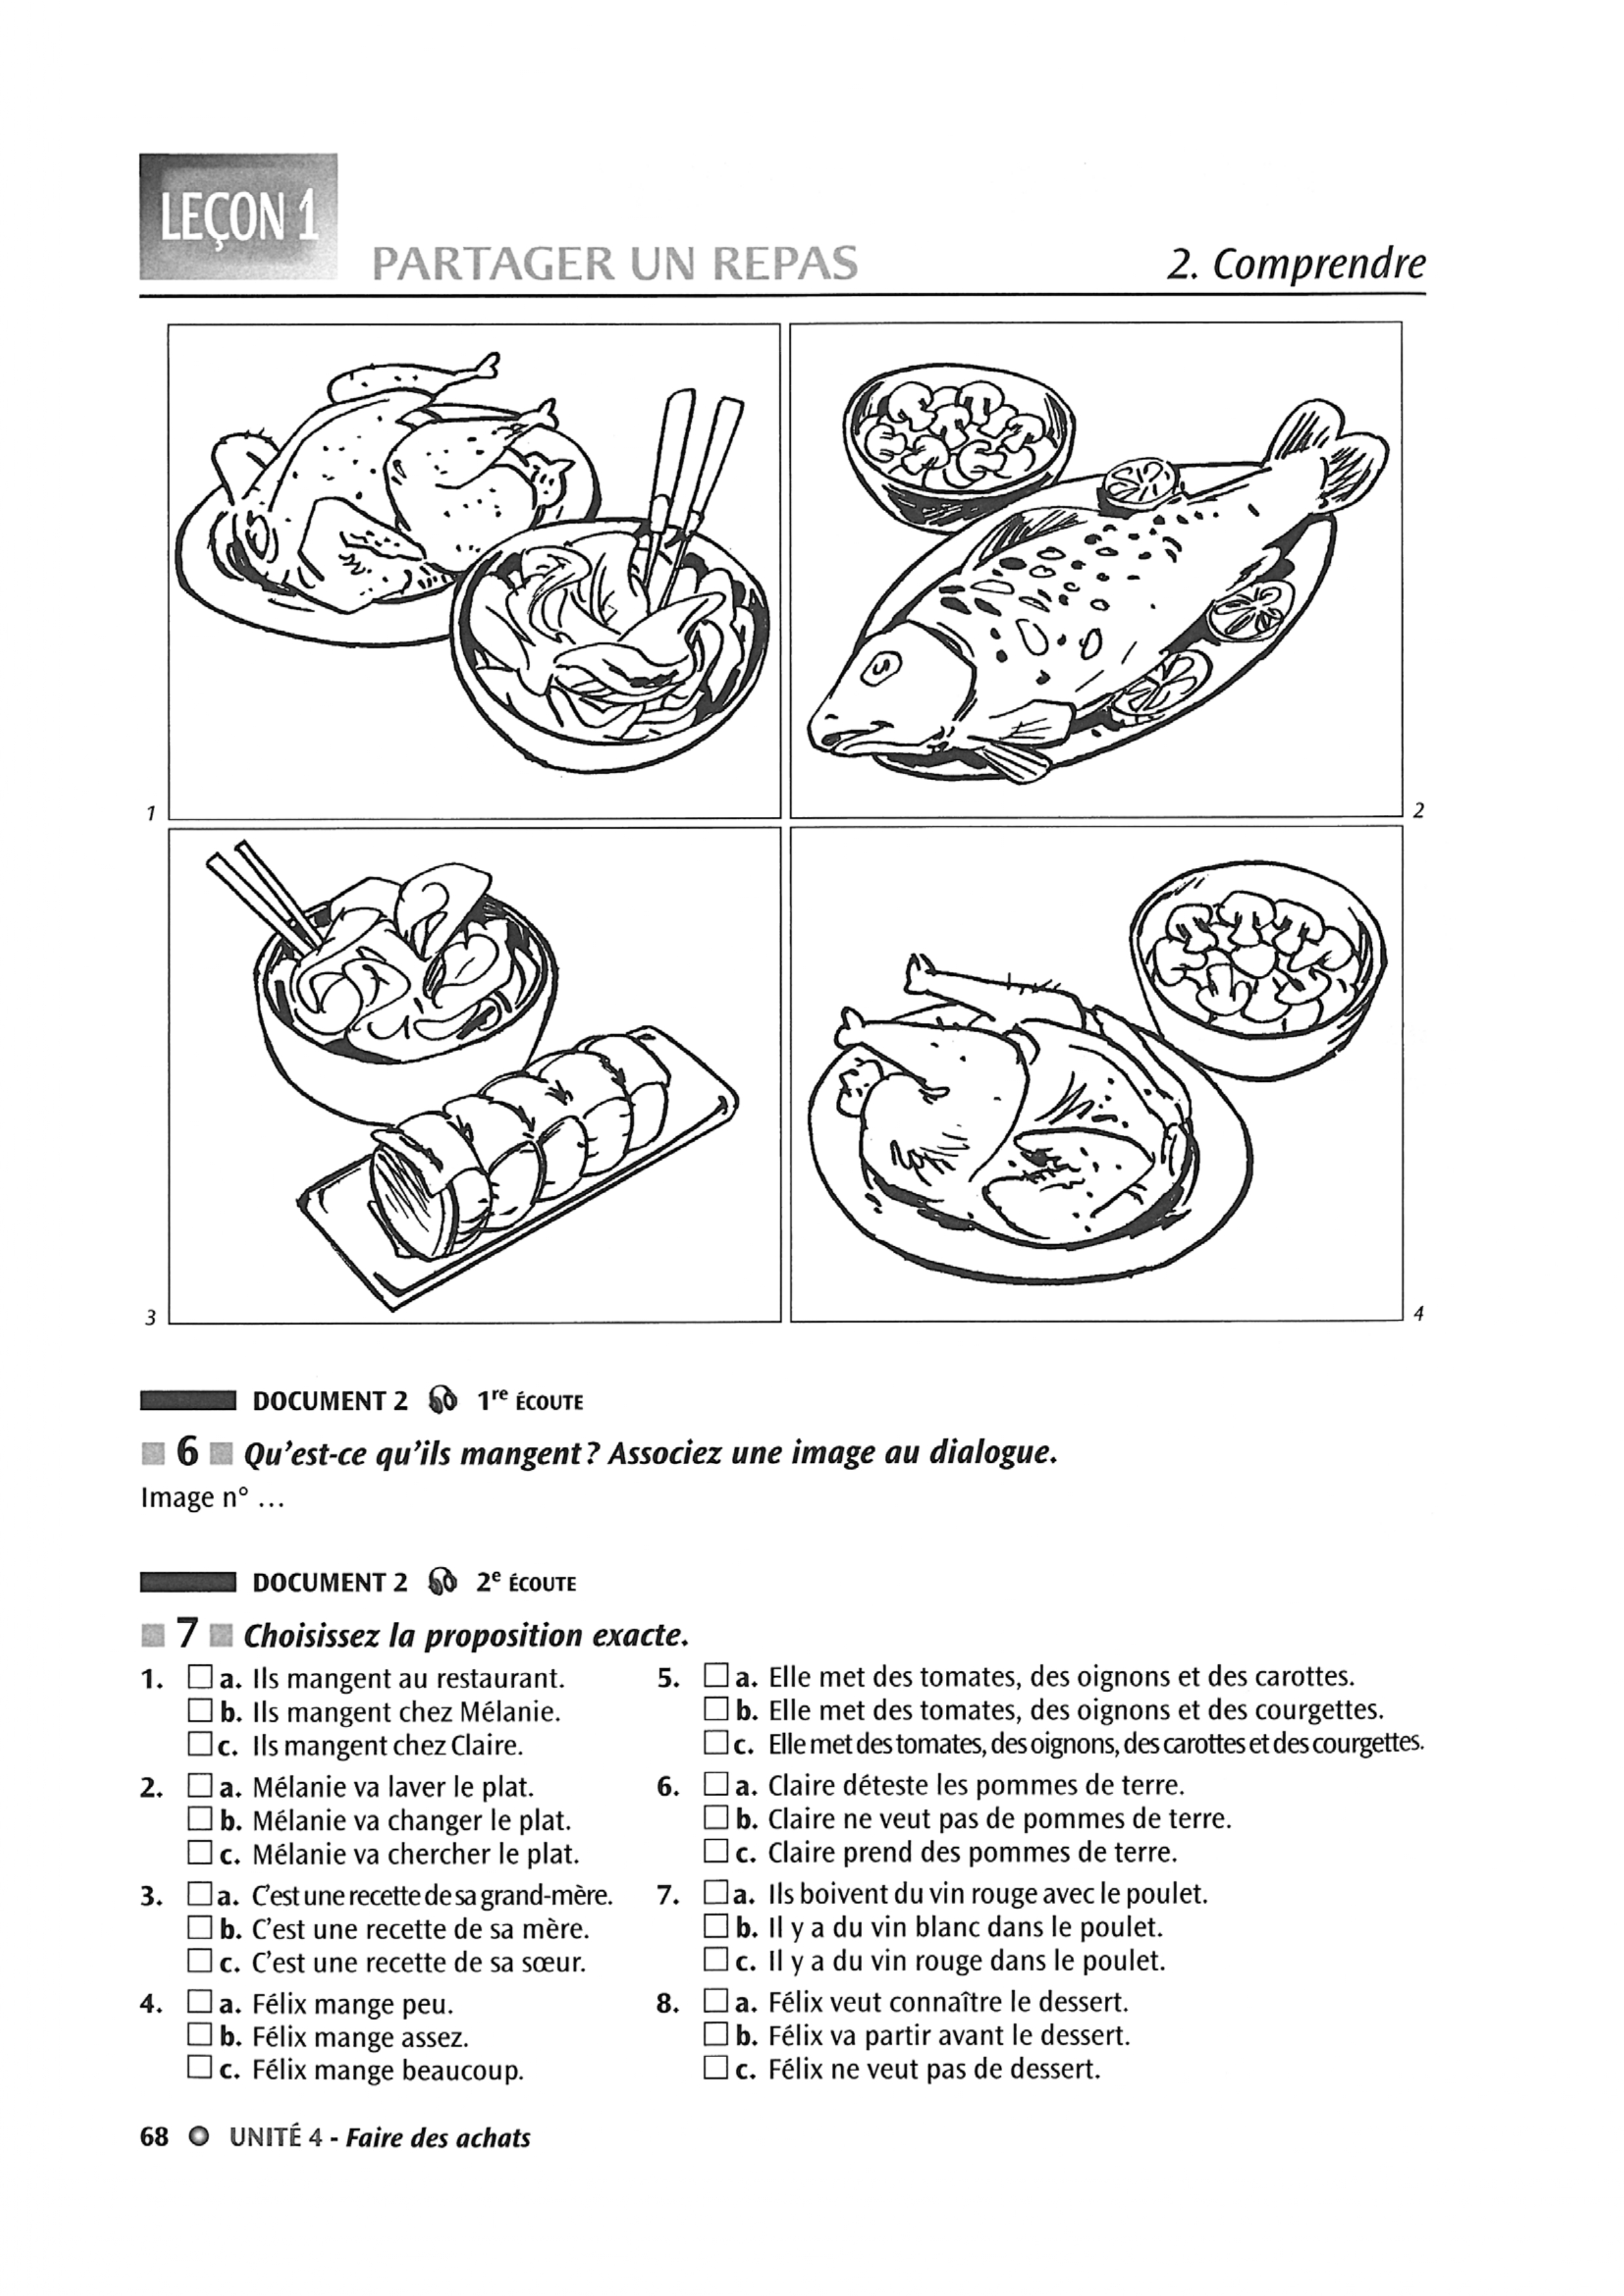 LEÇON 1
PARTAGER UN REPAS
2. Comprendre
1
2
3
4
DOCUMENT 2 1re ÉCOUTE
6 Qu'est-ce qu'ils mangent ? Associez une image au dialogue.
Image n° …
DOCUMENT 2 2e ÉCOUTE
7 Choisissez la proposition exacte.
1. a. Ils mangent au restaurant.
b. Ils mangent chez Mélanie.
c. Ils mangent chez Claire.
2. a. Mélanie va laver le plat.
b. Mélanie va changer le plat.
c. Mélanie va chercher le plat.
3. a. C'est une recette de sa grand-mère.
b. C'est une recette de sa mère.
c. C'est une recette de sa sœur.
4. a. Félix mange peu.
b. Félix mange assez.
c. Félix mange beaucoup.
5. a. Elle met des tomates, des oignons et des carottes.
b. Elle met des tomates, des oignons et des courgettes.
c. Elle met des tomates, des oignons, des carottes et des courgettes.
6. a. Claire déteste les pommes de terre.
b. Claire ne veut pas de pommes de terre.
c. Claire prend des pommes de terre.
7. a. Ils boivent du vin rouge avec le poulet.
b. Il y a du vin blanc dans le poulet.
c. Il y a du vin rouge dans le poulet.
8. a. Félix veut connaître le dessert.
b. Félix va partir avant le dessert.
c. Félix ne veut pas de dessert.
68 UNITÉ 4 - Faire des achats